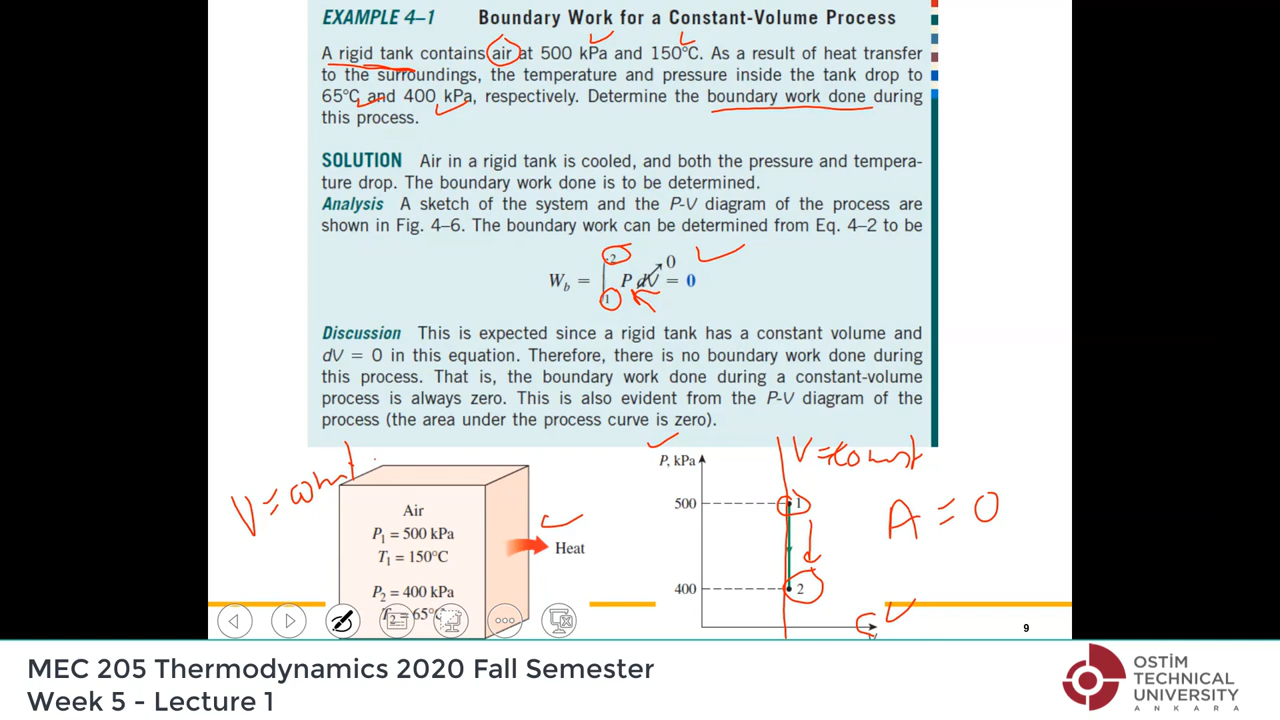 EXAMPLE 4–1 Boundary Work for a Constant-Volume Process
A rigid tank contains air at 500 kPa and 150°C. As a result of heat transfer
to the surroundings, the temperature and pressure inside the tank drop to
65°C and 400 kPa, respectively. Determine the boundary work done during
this process.
SOLUTION Air in a rigid tank is cooled, and both the pressure and tempera-
ture drop. The boundary work done is to be determined.
Analysis A sketch of the system and the P-V diagram of the process are
shown in Fig. 4–6. The boundary work can be determined from Eq. 4–2 to be
W_b = ∫₁² P dV↗0 = 0
Discussion This is expected since a rigid tank has a constant volume and
dV = 0 in this equation. Therefore, there is no boundary work done during
this process. That is, the boundary work done during a constant-volume
process is always zero. This is also evident from the P-V diagram of the
process (the area under the process curve is zero).
V=const
Air
P₁ = 500 kPa
T₁ = 150°C
P₂ = 400 kPa
T₂ = 65°C
Heat
P, kPa
V=const
500
1
A = 0
400
2
9
MEC 205 Thermodynamics 2020 Fall Semester
Week 5 - Lecture 1
OSTİM
TECHNICAL
UNIVERSITY
ANKARA